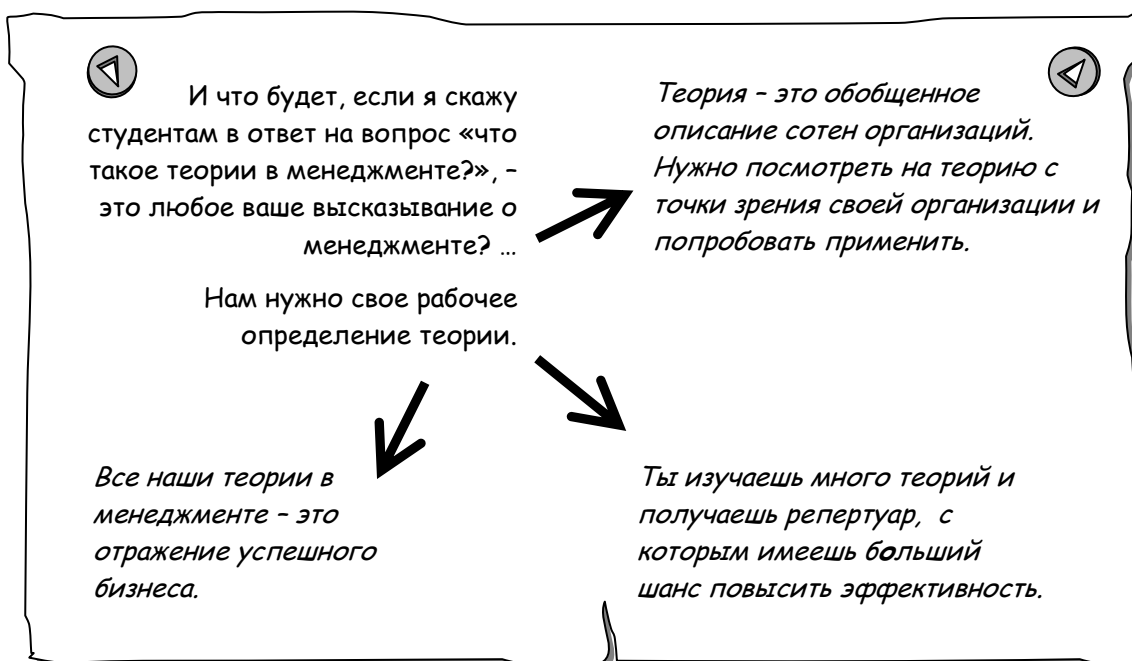 И что будет, если я скажу
студентам в ответ на вопрос «что
такое теории в менеджменте?», –
это любое ваше высказывание о
менеджменте? …
Нам нужно свое рабочее
определение теории.
Теория – это обобщенное
описание сотен организаций.
Нужно посмотреть на теорию с
точки зрения своей организации и
попробовать применить.
Все наши теории в
менеджменте – это
отражение успешного
бизнеса.
Ты изучаешь много теорий и
получаешь репертуар, с
которым имеешь больший
шанс повысить эффективность.